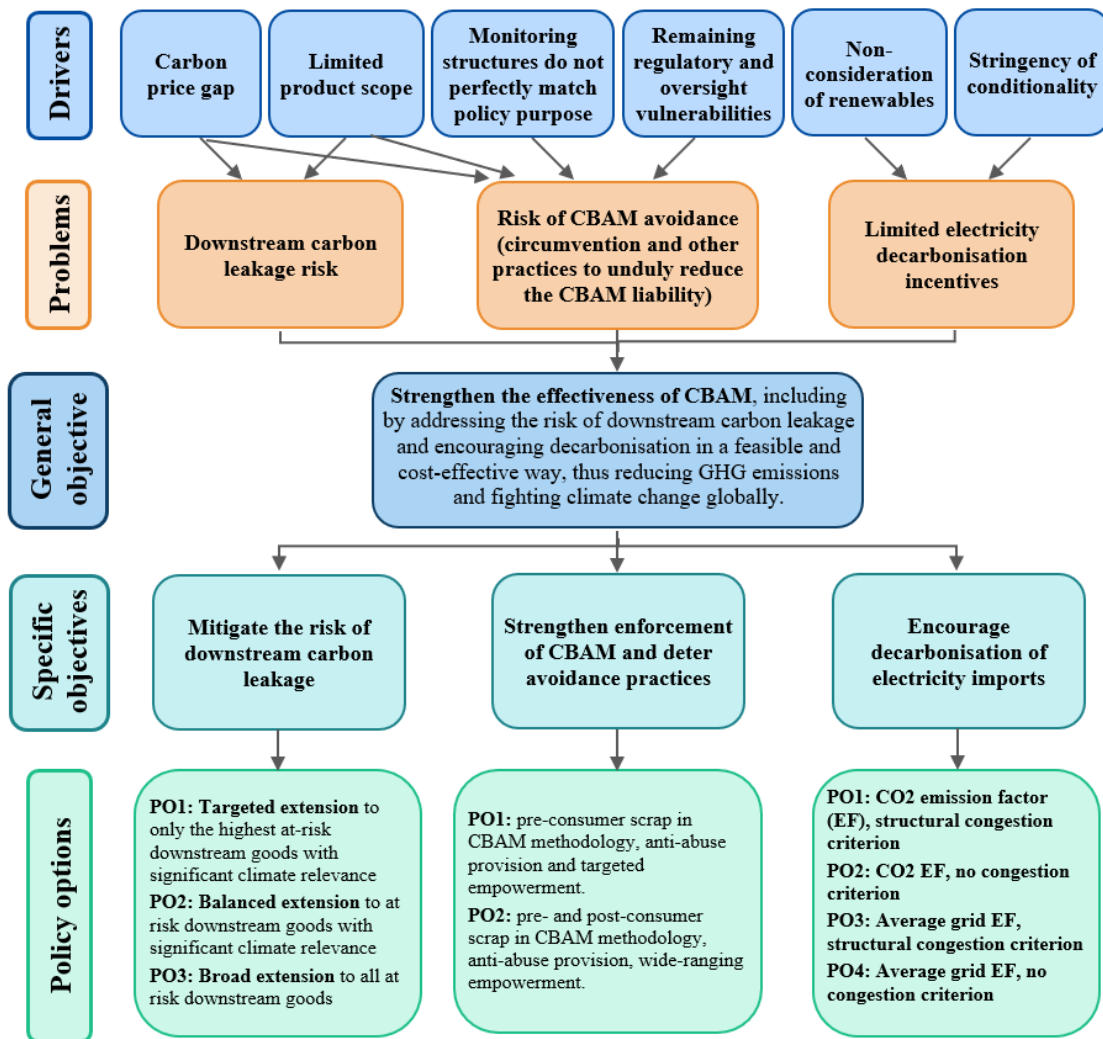 Drivers
Carbon
price gap
Limited
product scope
Monitoring
structures do not
perfectly match
policy purpose
Remaining
regulatory and
oversight
vulnerabilities
Non-
consideration
of renewables
Stringency of
conditionality
Problems
Downstream carbon
leakage risk
Risk of CBAM avoidance
(circumvention and other
practices to unduly reduce
the CBAM liability)
Limited electricity
decarbonisation
incentives
General
objective
Strengthen the effectiveness of CBAM, including
by addressing the risk of downstream carbon leakage
and encouraging decarbonisation in a feasible and
cost-effective way, thus reducing GHG emissions
and fighting climate change globally.
Specific
objectives
Mitigate the risk of
downstream carbon
leakage
Strengthen enforcement
of CBAM and deter
avoidance practices
Encourage
decarbonisation of
electricity imports
Policy options
PO1: Targeted extension to
only the highest at-risk
downstream goods with
significant climate relevance
PO2: Balanced extension to at
risk downstream goods with
significant climate relevance
PO3: Broad extension to all at
risk downstream goods
PO1: pre-consumer scrap in
CBAM methodology, anti-abuse
provision and targeted
empowerment.
PO2: pre- and post-consumer
scrap in CBAM methodology,
anti-abuse provision, wide-ranging
empowerment.
PO1: CO2 emission factor
(EF), structural congestion
criterion
PO2: CO2 EF, no congestion
criterion
PO3: Average grid EF,
structural congestion criterion
PO4: Average grid EF, no
congestion criterion